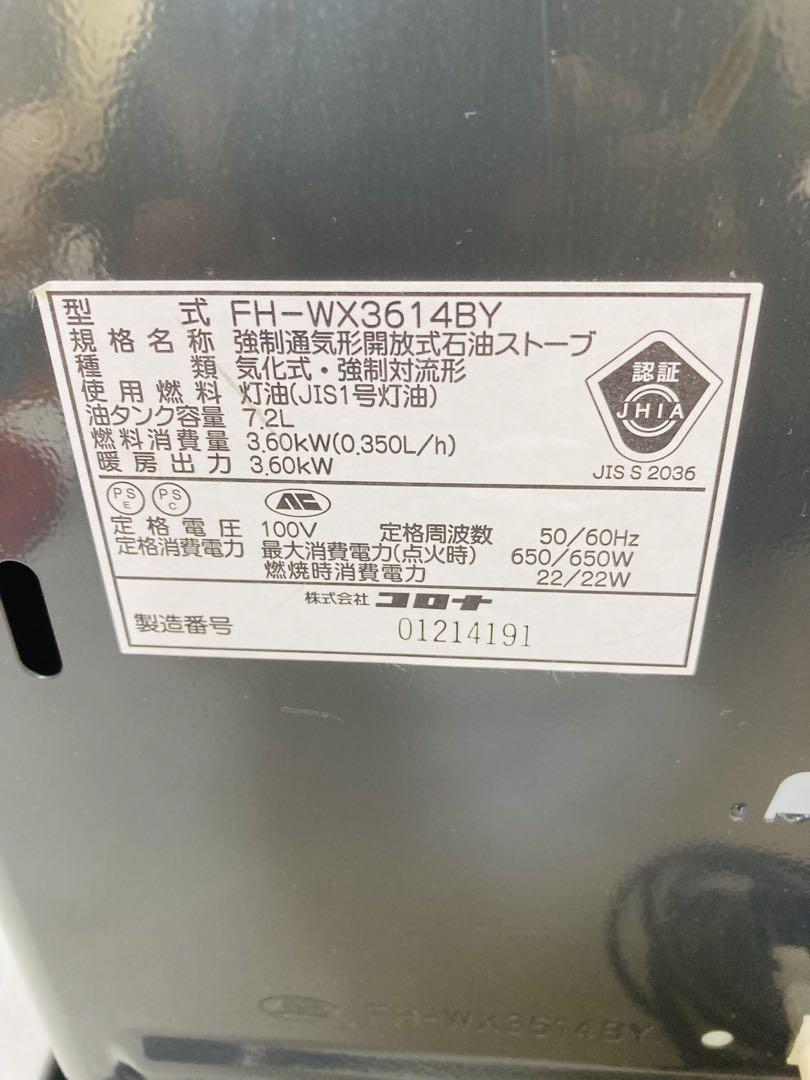 型式 FH-WX3614BY
規格名称 強制通気形開放式石油ストーブ
種類 気化式・強制対流形
使用燃料 灯油(JIS1号灯油)
油タンク容量 7.2L
燃料消費量 3.60kW(0.350L/h)
暖房出力 3.60kW
認証
JHIA
JIS S 2036
PS E PS C
定格電圧 100V 定格周波数 50/60Hz
定格消費電力 最大消費電力(点火時) 650/650W
燃焼時消費電力 22/22W
株式会社 コロナ
製造番号 01214191
FH-WX3614BY